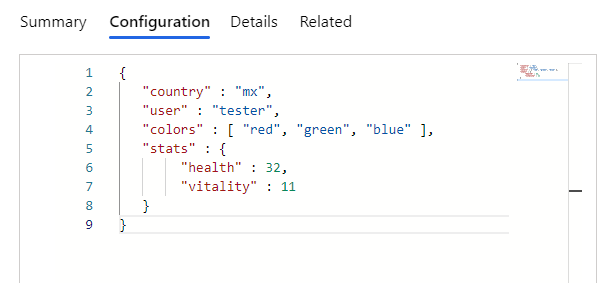 Summary Configuration Details Related
1 {
2 "country" : "mx",
3 "user" : "tester",
4 "colors" : [ "red", "green", "blue" ],
5 "stats" : {
6 "health" : 32,
7 "vitality" : 11
8 }
9 }